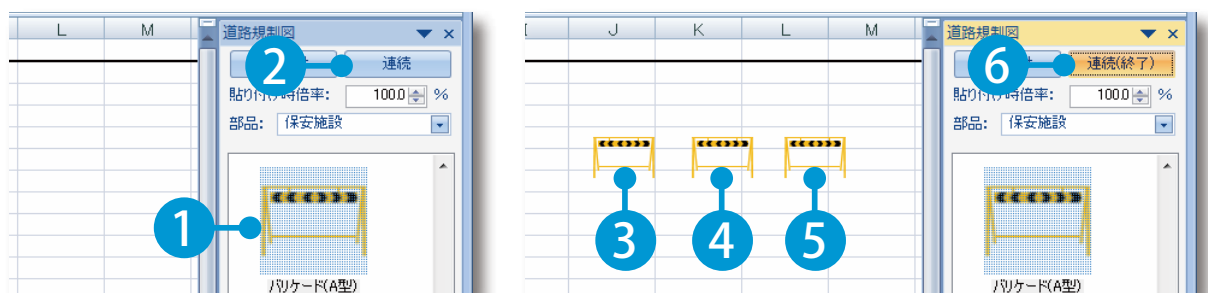 L M 道路規制図
2 連続
貼り付け時倍率: 100.0 %
部品: 保安施設
1
バリケード(A型)
J K L M 道路規制図
6 連続(終了)
貼り付け時倍率: 100.0 %
部品: 保安施設
3 4 5
バリケード(A型)